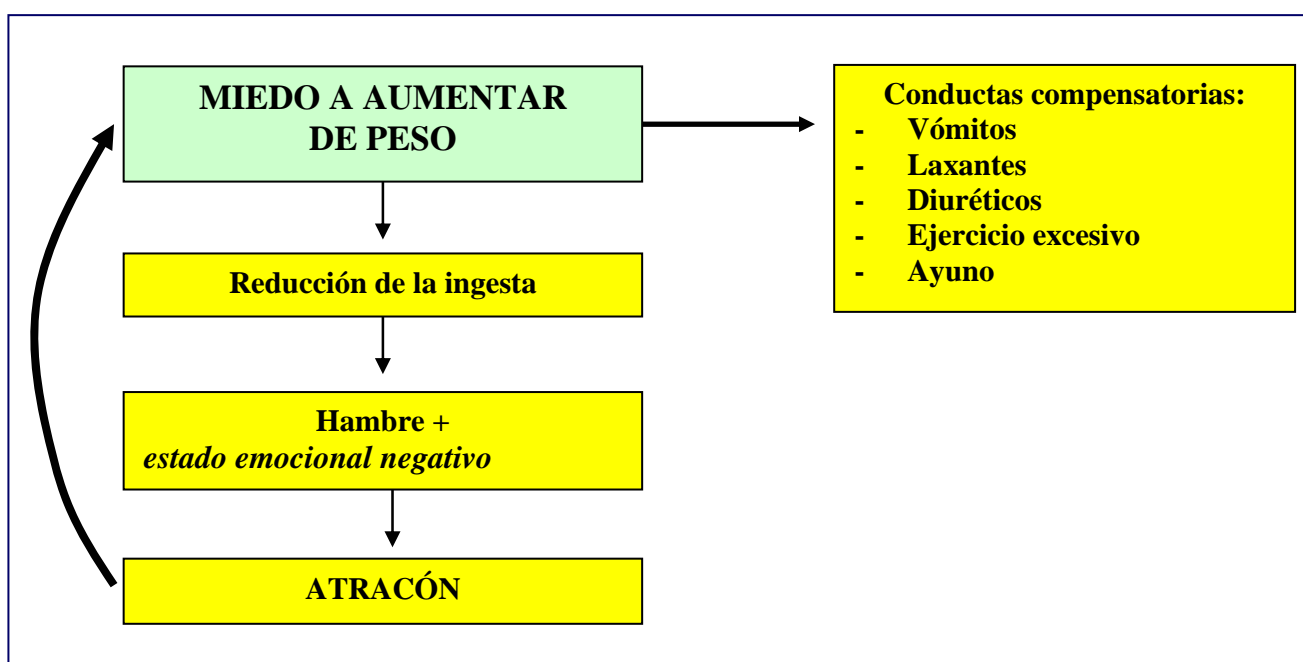 MIEDO A AUMENTAR
DE PESO
Conductas compensatorias:
- Vómitos
- Laxantes
- Diuréticos
- Ejercicio excesivo
- Ayuno
Reducción de la ingesta
Hambre +
estado emocional negativo
ATRACÓN